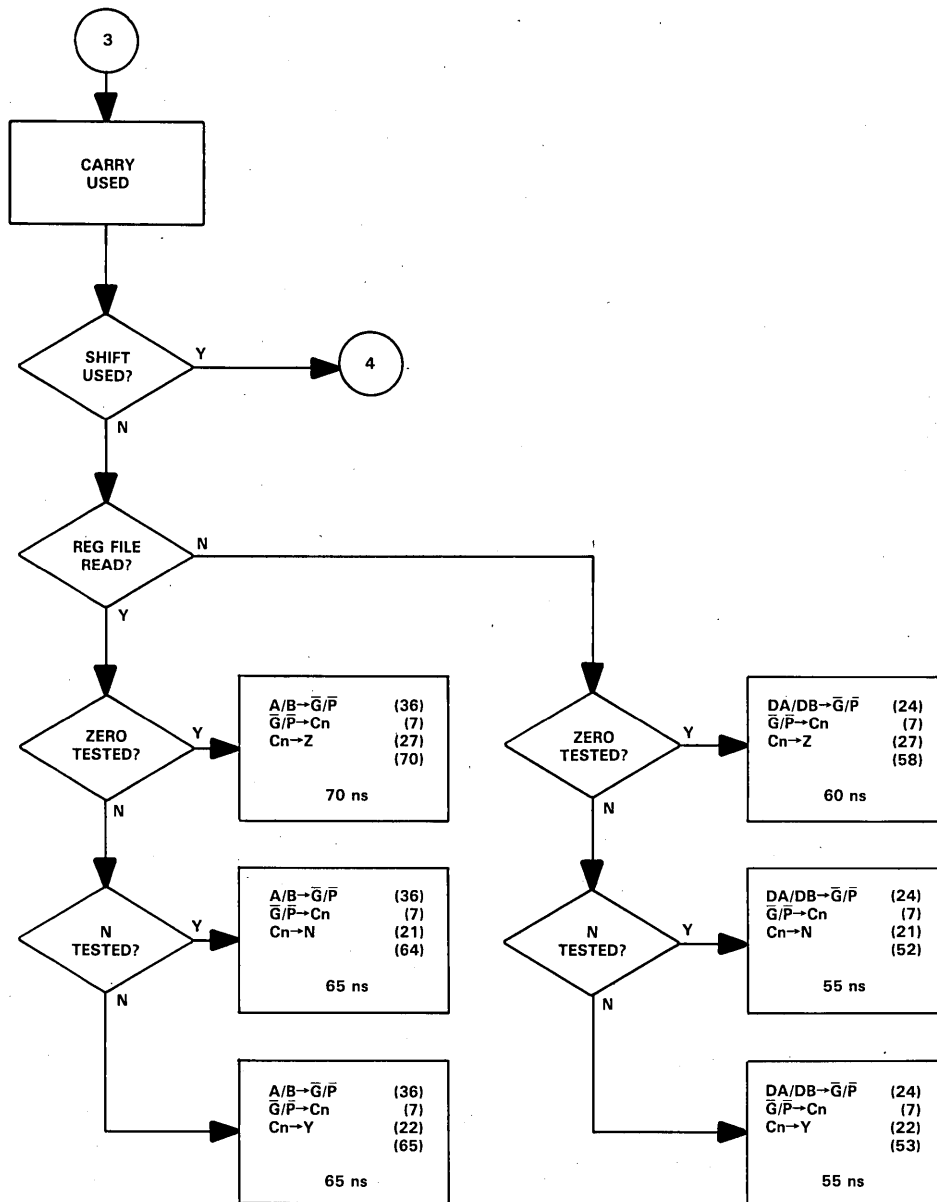 3
CARRY
USED
SHIFT
USED?
Y
4
N
REG FILE
READ?
N
Y
ZERO
TESTED?
Y
N
A/B→G̅/P̅ (36)
G̅/P̅→Cn (7)
Cn→Z (27)
(70)
70 ns
ZERO
TESTED?
Y
N
DA/DB→G̅/P̅ (24)
G̅/P̅→Cn (7)
Cn→Z (27)
(58)
60 ns
N
TESTED?
Y
N
A/B→G̅/P̅ (36)
G̅/P̅→Cn (7)
Cn→N (21)
(64)
65 ns
N
TESTED?
Y
N
DA/DB→G̅/P̅ (24)
G̅/P̅→Cn (7)
Cn→N (21)
(52)
55 ns
A/B→G̅/P̅ (36)
G̅/P̅→Cn (7)
Cn→Y (22)
(65)
65 ns
DA/DB→G̅/P̅ (24)
G̅/P̅→Cn (7)
Cn→Y (22)
(53)
55 ns